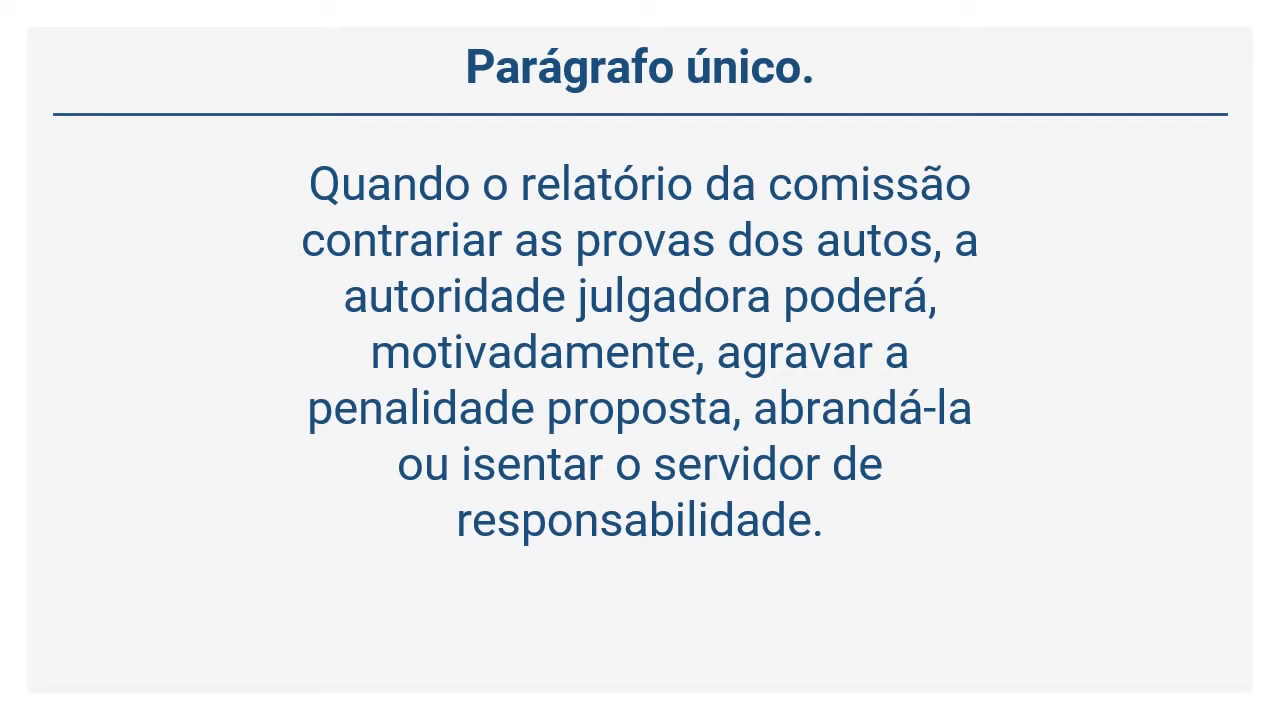 Parágrafo único.
Quando o relatório da comissão
contrariar as provas dos autos, a
autoridade julgadora poderá,
motivadamente, agravar a
penalidade proposta, abrandá-la
ou isentar o servidor de
responsabilidade.